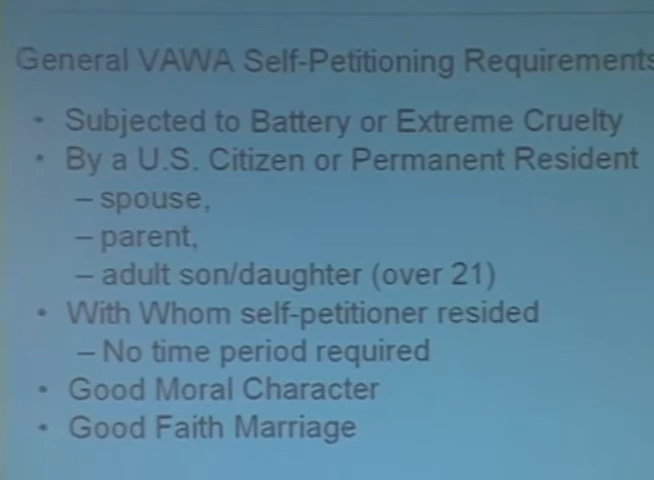 General VAWA Self-Petitioning Requirements
• Subjected to Battery or Extreme Cruelty
• By a U.S. Citizen or Permanent Resident
– spouse,
– parent,
– adult son/daughter (over 21)
• With Whom self-petitioner resided
– No time period required
• Good Moral Character
• Good Faith Marriage